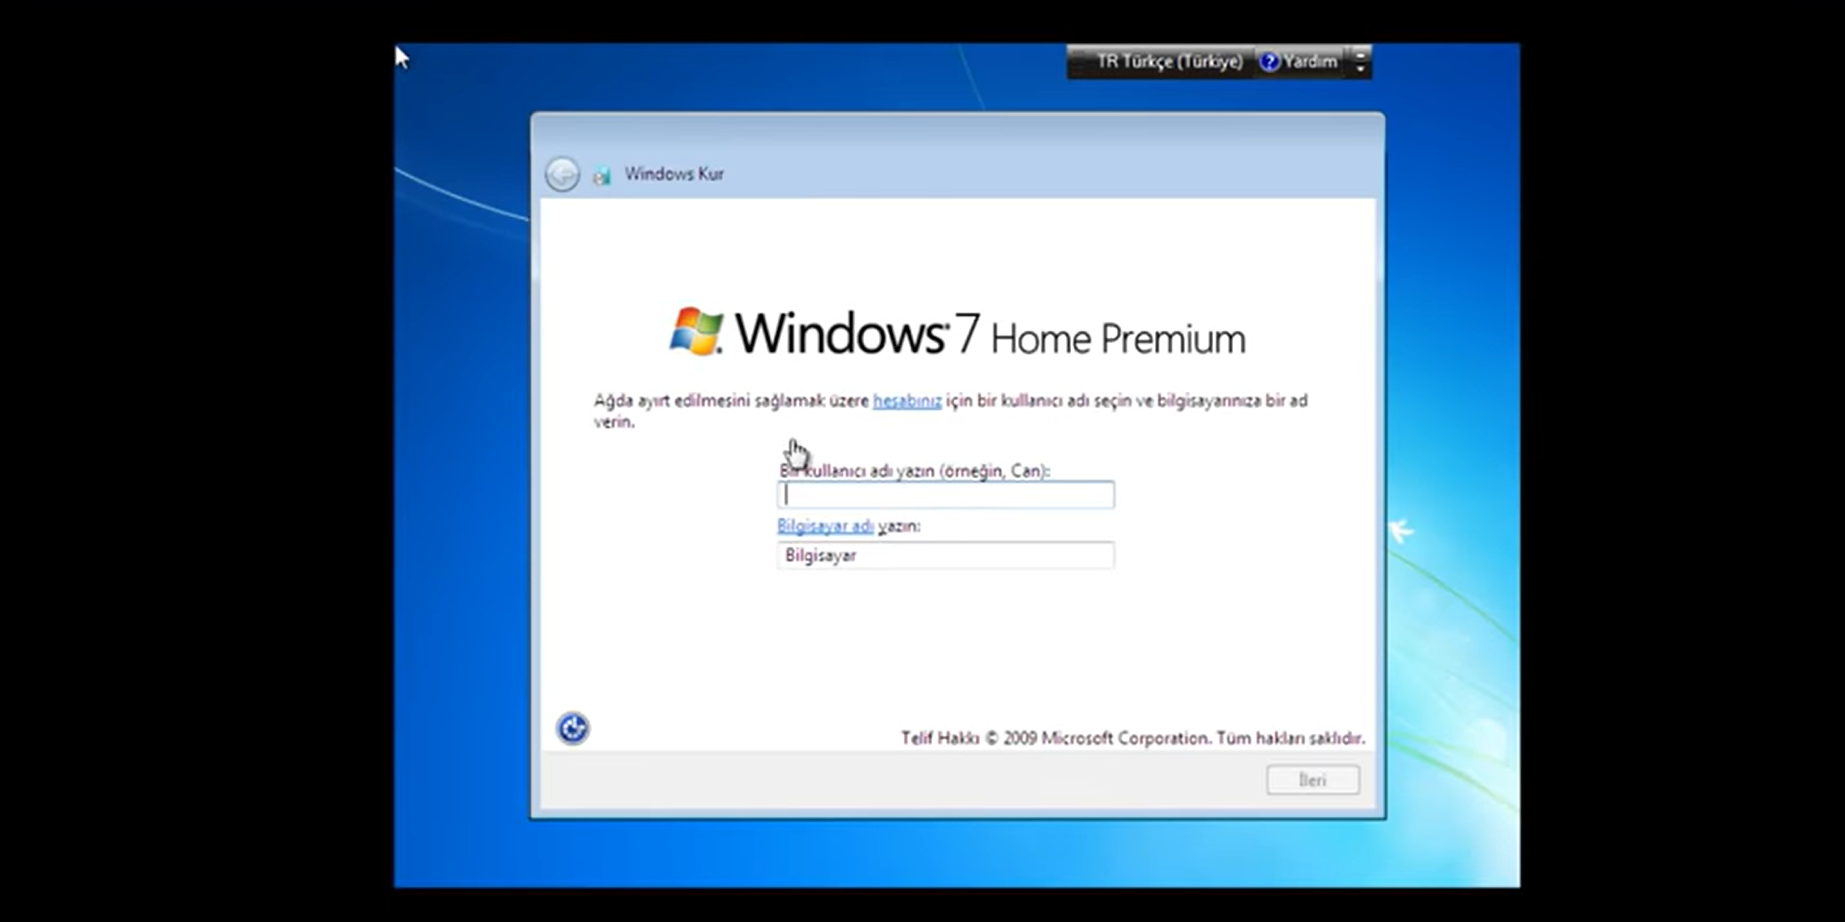 TR Türkçe (Türkiye) ? Yardım
Windows Kur
Windows 7 Home Premium
Ağda ayırt edilmesini sağlamak üzere hesabınız için bir kullanıcı adı seçin ve bilgisayarınıza bir ad
verin.
Bir kullanıcı adı yazın (örneğin, Can):
Bilgisayar adı yazın:
Bilgisayar
Telif Hakkı © 2009 Microsoft Corporation. Tüm hakları saklıdır.
İleri